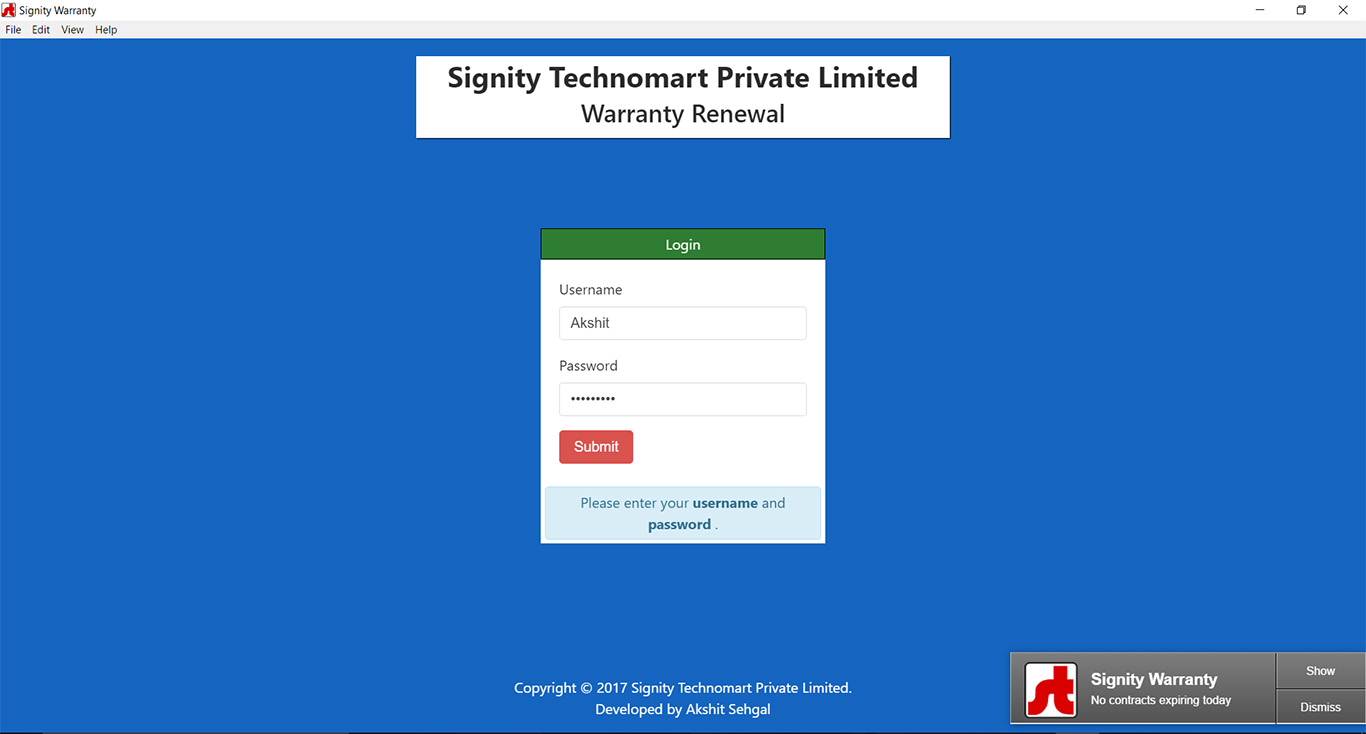 Signity Warranty
File Edit View Help
Signity Technomart Private Limited
Warranty Renewal
Login
Username
Akshit
Password
•••••••••
Submit
Please enter your username and
password .
Copyright © 2017 Signity Technomart Private Limited.
Developed by Akshit Sehgal
st
Signity Warranty
No contracts expiring today
Show
Dismiss